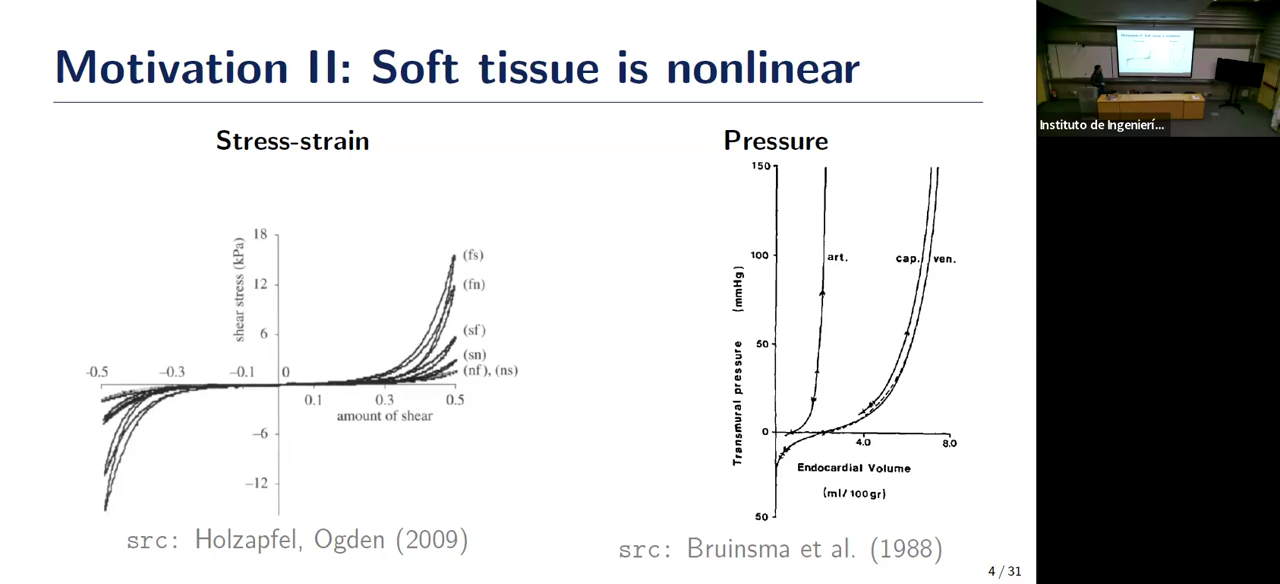 Motivation II: Soft tissue is nonlinear
Stress-strain
18
12
6
-6
-12
shear stress (kPa)
-0.5 -0.3 -0.1 0
0.1 0.3 0.5
amount of shear
(fs)
(fn)
(sf)
(sn)
(nf), (ns)
src: Holzapfel, Ogden (2009)
Pressure
150
100
50
0
50
Transmural pressure (mmHg)
art. cap. ven.
4.0 8.0
Endocardial Volume
(ml/100gr)
src: Bruinsma et al. (1988)
4 / 31
Instituto de Ingenierí...